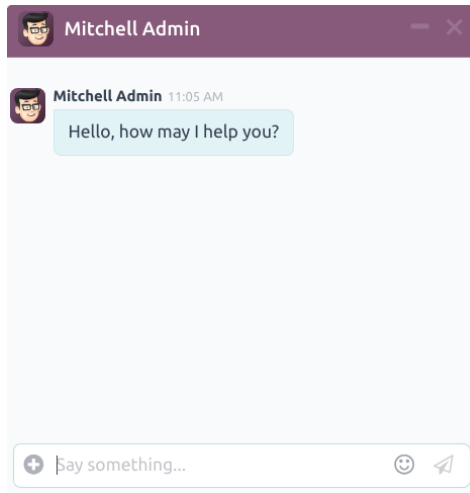 Mitchell Admin
Mitchell Admin 11:05 AM
Hello, how may I help you?
Say something...